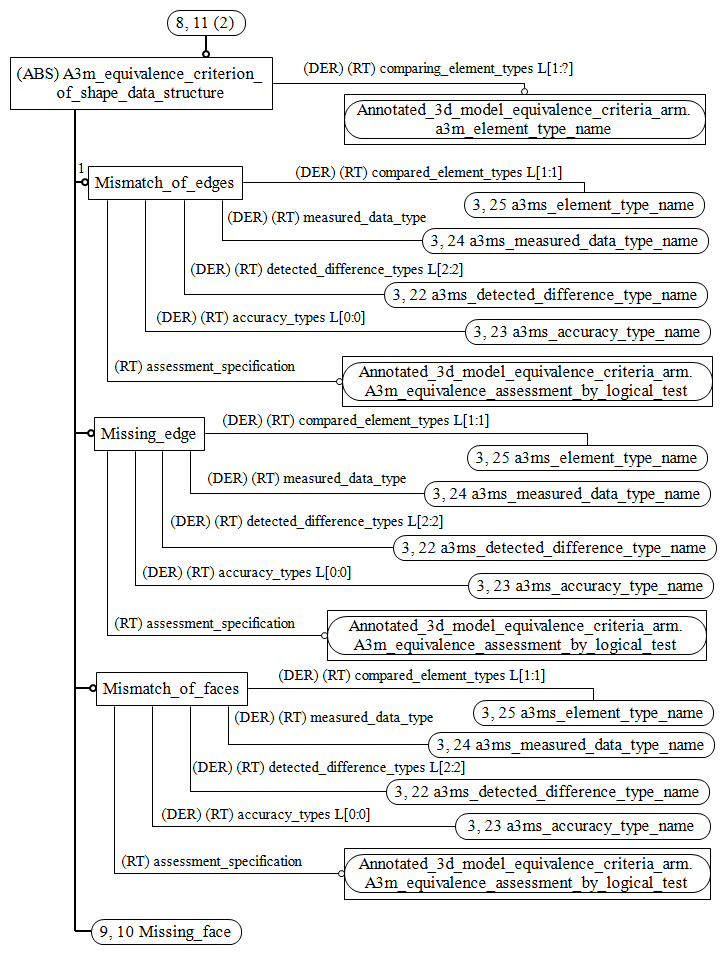 8, 11 (2)
(ABS) A3m_equivalence_criterion_
of_shape_data_structure
(DER) (RT) comparing_element_types L[1:?]
Annotated_3d_model_equivalence_criteria_arm.
a3m_element_type_name
1
Mismatch_of_edges
(DER) (RT) compared_element_types L[1:1]
3, 25 a3ms_element_type_name
(DER) (RT) measured_data_type
3, 24 a3ms_measured_data_type_name
(DER) (RT) detected_difference_types L[2:2]
3, 22 a3ms_detected_difference_type_name
(DER) (RT) accuracy_types L[0:0]
3, 23 a3ms_accuracy_type_name
(RT) assessment_specification
Annotated_3d_model_equivalence_criteria_arm.
A3m_equivalence_assessment_by_logical_test
Missing_edge
(DER) (RT) compared_element_types L[1:1]
3, 25 a3ms_element_type_name
(DER) (RT) measured_data_type
3, 24 a3ms_measured_data_type_name
(DER) (RT) detected_difference_types L[2:2]
3, 22 a3ms_detected_difference_type_name
(DER) (RT) accuracy_types L[0:0]
3, 23 a3ms_accuracy_type_name
(RT) assessment_specification
Annotated_3d_model_equivalence_criteria_arm.
A3m_equivalence_assessment_by_logical_test
Mismatch_of_faces
(DER) (RT) compared_element_types L[1:1]
3, 25 a3ms_element_type_name
(DER) (RT) measured_data_type
3, 24 a3ms_measured_data_type_name
(DER) (RT) detected_difference_types L[2:2]
3, 22 a3ms_detected_difference_type_name
(DER) (RT) accuracy_types L[0:0]
3, 23 a3ms_accuracy_type_name
(RT) assessment_specification
Annotated_3d_model_equivalence_criteria_arm.
A3m_equivalence_assessment_by_logical_test
9, 10 Missing_face